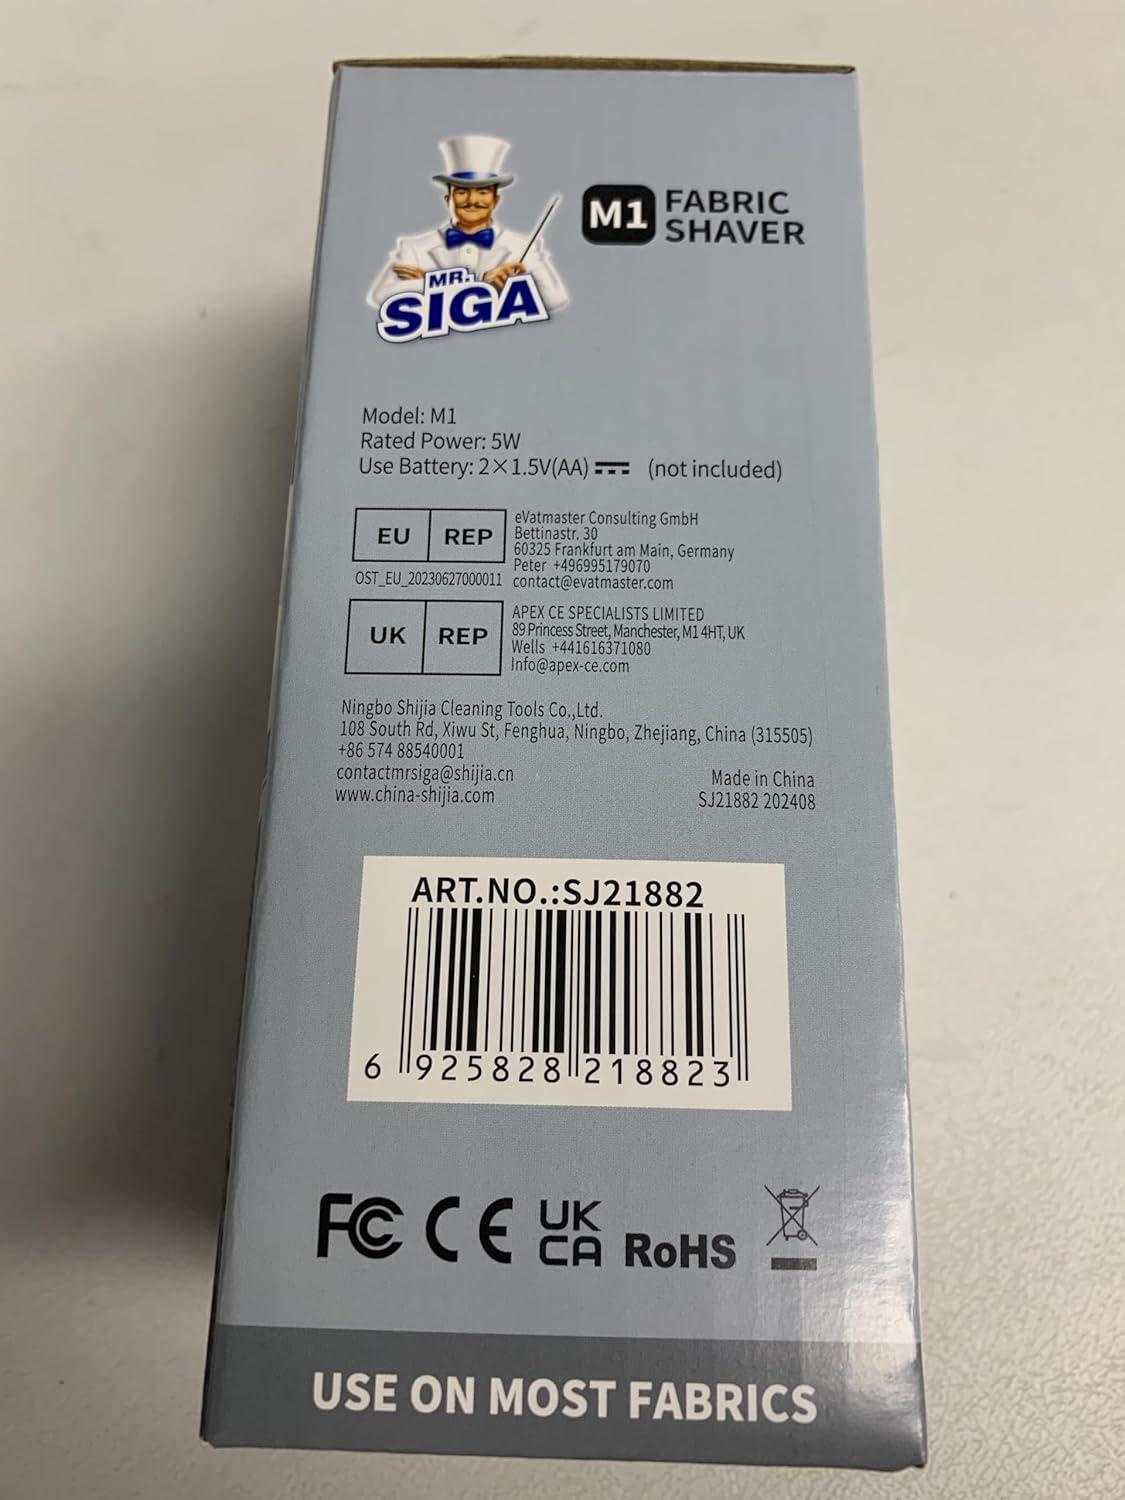 MR.
SIGA
M1 FABRIC
SHAVER
Model: M1
Rated Power: 5W
Use Battery: 2×1.5V(AA) (not included)
EU REP
OST_EU_20230627000011
eVatmaster Consulting GmbH
Bettinastr. 30
60325 Frankfurt am Main, Germany
Peter +496995179070
contact@evatmaster.com
UK REP
APEX CE SPECIALISTS LIMITED
89 Princess Street, Manchester, M1 4HT, UK
Wells +441616371080
Info@apex-ce.com
Ningbo Shijia Cleaning Tools Co.,Ltd.
108 South Rd, Xiwu St, Fenghua, Ningbo, Zhejiang, China (315505)
+86 574 88540001
contactmrsiga@shijia.cn
www.china-shijia.com
Made in China
SJ21882 202408
ART.NO.:SJ21882
6 925828 218823
FC CE UK
CA RoHS
USE ON MOST FABRICS